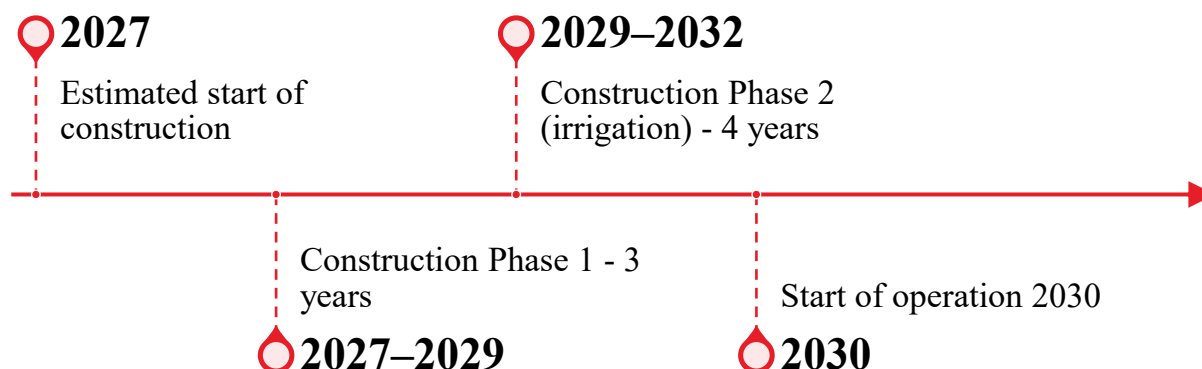 2027
Estimated start of
construction
2029–2032
Construction Phase 2
(irrigation) - 4 years
Construction Phase 1 - 3
years
2027–2029
Start of operation 2030
2030